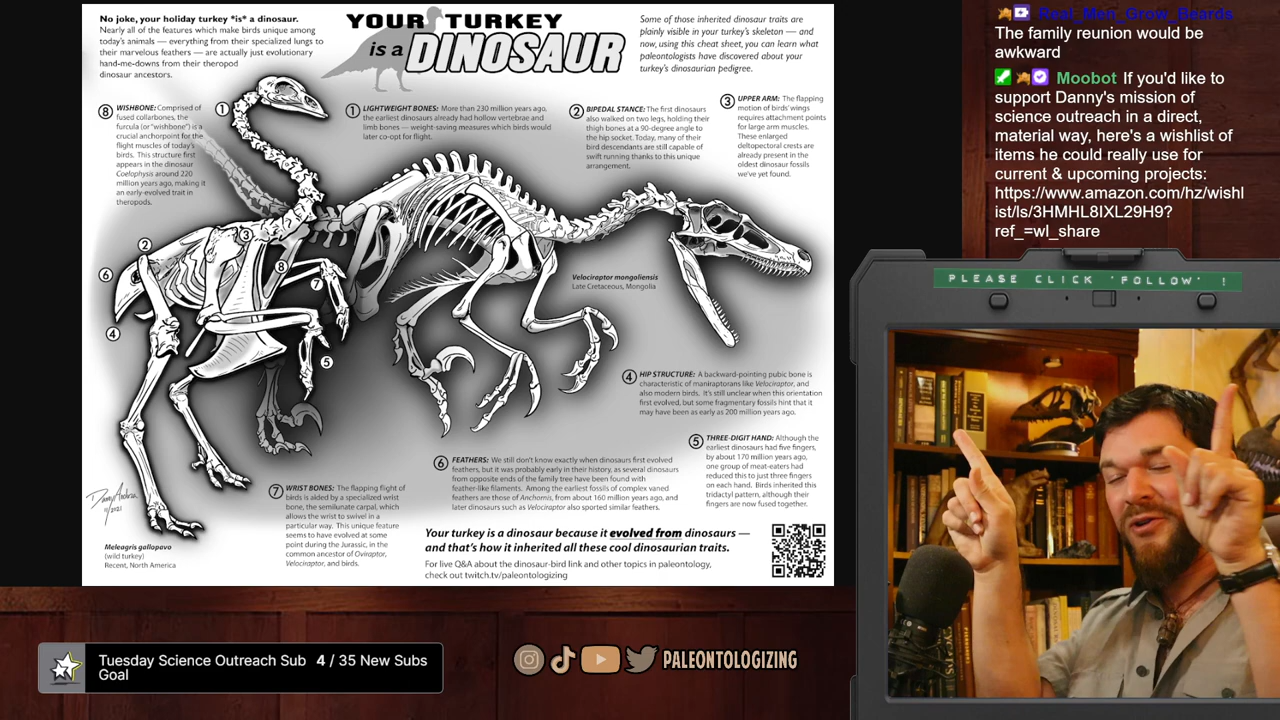 No joke, your holiday turkey *is* a dinosaur.
Nearly all of the features which make birds unique among
today's animals — everything from their specialized lungs to
their marvelous feathers — are actually just evolutionary
hand-me-downs from their theropod
dinosaur ancestors.
YOUR TURKEY
is a DINOSAUR
Some of those inherited dinosaur traits are
plainly visible in your turkey's skeleton — and
now, using this cheat sheet, you can learn what
paleontologists have discovered about your
turkey's dinosaurian pedigree.
8 WISHBONE: Comprised of
fused collarbones, the
furcula (or "wishbone") is a
crucial anchorpoint for the
flight muscles of today's
birds. This structure first
appears in the dinosaur
Coelophysis around 220
million years ago, making it
an early-evolved trait in
theropods.
1
1 LIGHTWEIGHT BONES: More than 230 million years ago,
the earliest dinosaurs already had hollow vertebrae and
limb bones — weight-saving measures which birds would
later co-opt for flight.
2 BIPEDAL STANCE: The first dinosaurs
also walked on two legs, holding their
thigh bones at a 90-degree angle to
the hip socket. Today, many of their
bird descendants are still capable of
swift running thanks to this unique
arrangement.
3 UPPER ARM: The flapping
motion of birds' wings
requires attachment points
for large arm muscles.
These enlarged
deltopectoral crests are
already present in the
oldest dinosaur fossils
we've yet found.
2
3
6
8
7
4
5
Velociraptor mongoliensis
Late Cretaceous, Mongolia
4 HIP STRUCTURE: A backward-pointing pubic bone is
characteristic of maniraptorans like Velociraptor, and
also modern birds. It's still unclear when this orientation
first evolved, but some fragmentary fossils hint that it
may have been as early as 200 million years ago.
5 THREE-DIGIT HAND: Although the
earliest dinosaurs had five fingers,
by about 170 million years ago,
one group of meat-eaters had
reduced this to just three fingers
on each hand. Birds inherited this
tridactyl pattern, although their
fingers are now fused together.
6 FEATHERS: We still don't know exactly when dinosaurs first evolved
feathers, but it was probably early in their history, as several dinosaurs
from opposite ends of the family tree have been found with
feather-like filaments. Among the earliest fossils of complex vaned
feathers are those of Anchornis, from about 160 million years ago, and
later dinosaurs such as Velociraptor also sported similar feathers.
7 WRIST BONES: The flapping flight of
birds is aided by a specialized wrist
bone, the semilunate carpal, which
allows the wrist to swivel in a
particular way. This unique feature
seems to have evolved at some
point during the Jurassic, in the
common ancestor of Oviraptor,
Velociraptor, and birds.
11/2021
Meleagris gallopavo
(wild turkey)
Recent, North America
Your turkey is a dinosaur because it evolved from dinosaurs —
and that's how it inherited all these cool dinosaurian traits.
For live Q&A about the dinosaur-bird link and other topics in paleontology,
check out twitch.tv/paleontologizing
Real_Men_Grow_Beards
The family reunion would be
awkward
Moobot If you'd like to
support Danny's mission of
science outreach in a direct,
material way, here's a wishlist of
items he could really use for
current & upcoming projects:
https://www.amazon.com/hz/wishl
ist/ls/3HMHL8IXL29H9?
ref_=wl_share
PLEASE CLICK 'FOLLOW' !
Tuesday Science Outreach Sub 4 / 35 New Subs
Goal
PALEONTOLOGIZING